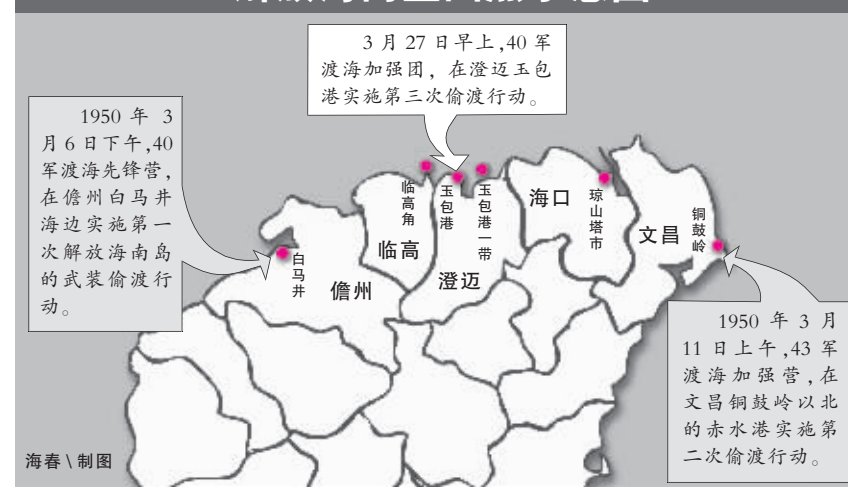 3 月 27 日早上,40 军
渡海加强团，在澄迈玉包
港实施第三次偷渡行动。
1950 年 3
月 6 日下午,40
军渡海先锋营,
在儋州白马井
海边实施第一
次解放海南岛
的武装偷渡行
动。
临高角
玉包港
玉包港一带
海口
琼山塔市
文昌
铜鼓岭
临高
澄迈
白马井
儋州
1950 年 3 月
11 日上午,43 军
渡海加强营,在
文昌铜鼓岭以北
的赤水港实施第
二次偷渡行动。
海春\制图